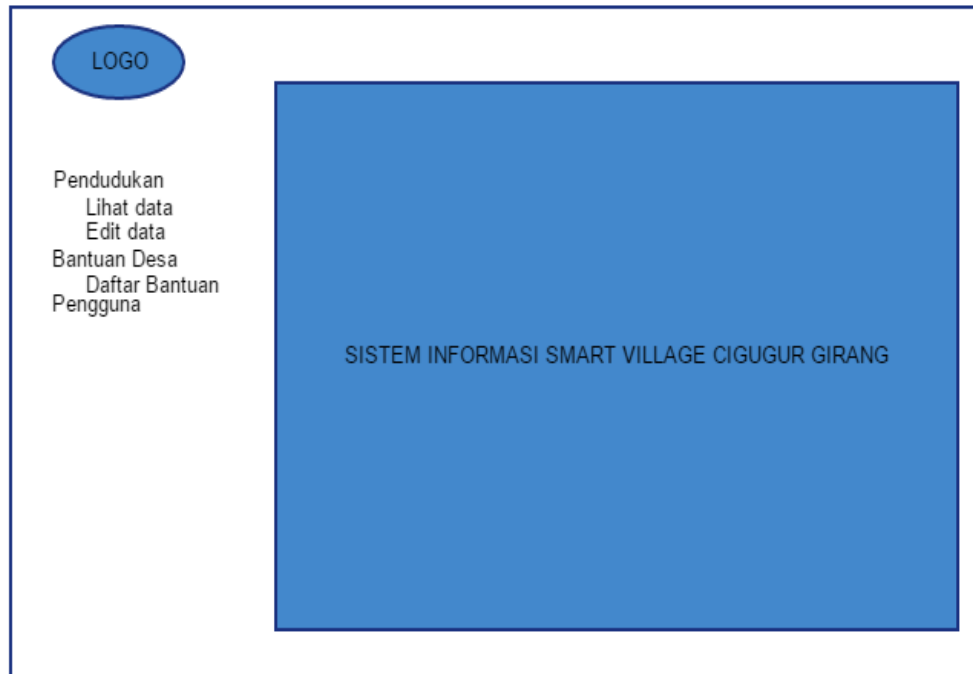 LOGO
Pendudukan
Lihat data
Edit data
Bantuan Desa
Daftar Bantuan
Pengguna
SISTEM INFORMASI SMART VILLAGE CIGUGUR GIRANG